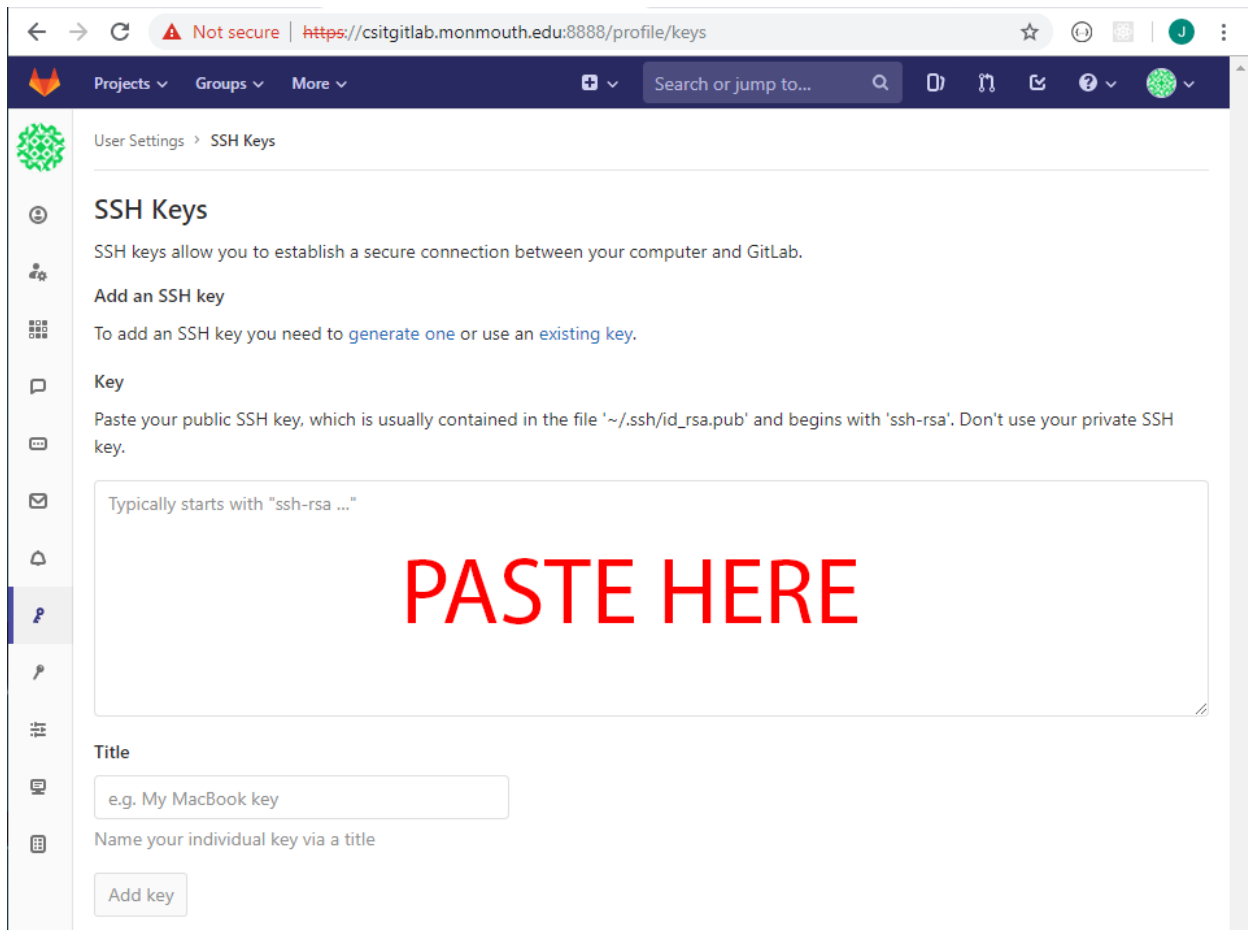 Not secure | https://csitgitlab.monmouth.edu:8888/profile/keys
J
Projects Groups More Search or jump to...
User Settings > SSH Keys
SSH Keys
SSH keys allow you to establish a secure connection between your computer and GitLab.
Add an SSH key
To add an SSH key you need to generate one or use an existing key.
Key
Paste your public SSH key, which is usually contained in the file '~/.ssh/id_rsa.pub' and begins with 'ssh-rsa'. Don't use your private SSH
key.
Typically starts with "ssh-rsa ..."
PASTE HERE
Title
e.g. My MacBook key
Name your individual key via a title
Add key